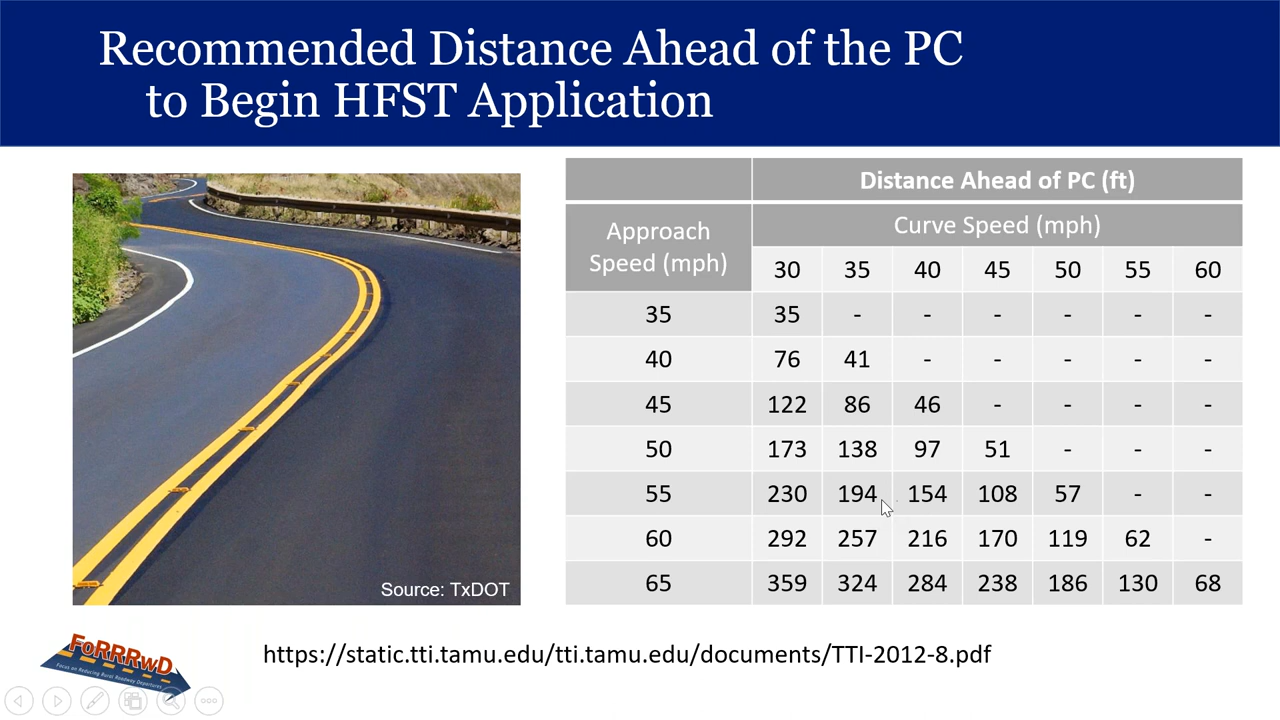 Recommended Distance Ahead of the PC
to Begin HFST Application
Distance Ahead of PC (ft)
Approach Speed (mph)
Curve Speed (mph)
30 35 40 45 50 55 60
35 35 - - - - - -
40 76 41 - - - - -
45 122 86 46 - - - -
50 173 138 97 51 - - -
55 230 194 154 108 57 - -
60 292 257 216 170 119 62 -
65 359 324 284 238 186 130 68
Source: TxDOT
FoRRRwD
Focus on Reducing Rural Roadway Departures
https://static.tti.tamu.edu/tti.tamu.edu/documents/TTI-2012-8.pdf